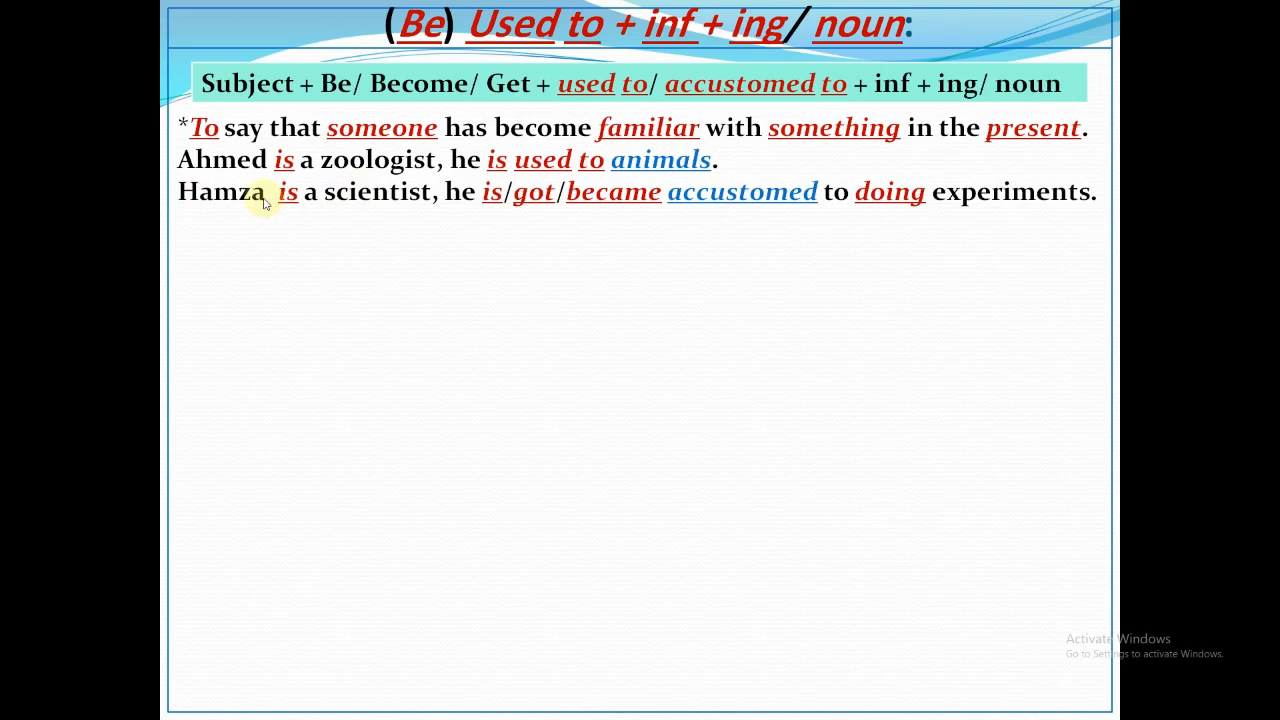 (Be) Used to + inf + ing/ noun:
Subject + Be/ Become/ Get + used to/ accustomed to + inf + ing/ noun
*To say that someone has become familiar with something in the present.
Ahmed is a zoologist, he is used to animals.
Hamza is a scientist, he is/got/became accustomed to doing experiments.
Activate Windows
Go to Settings to activate Windows.